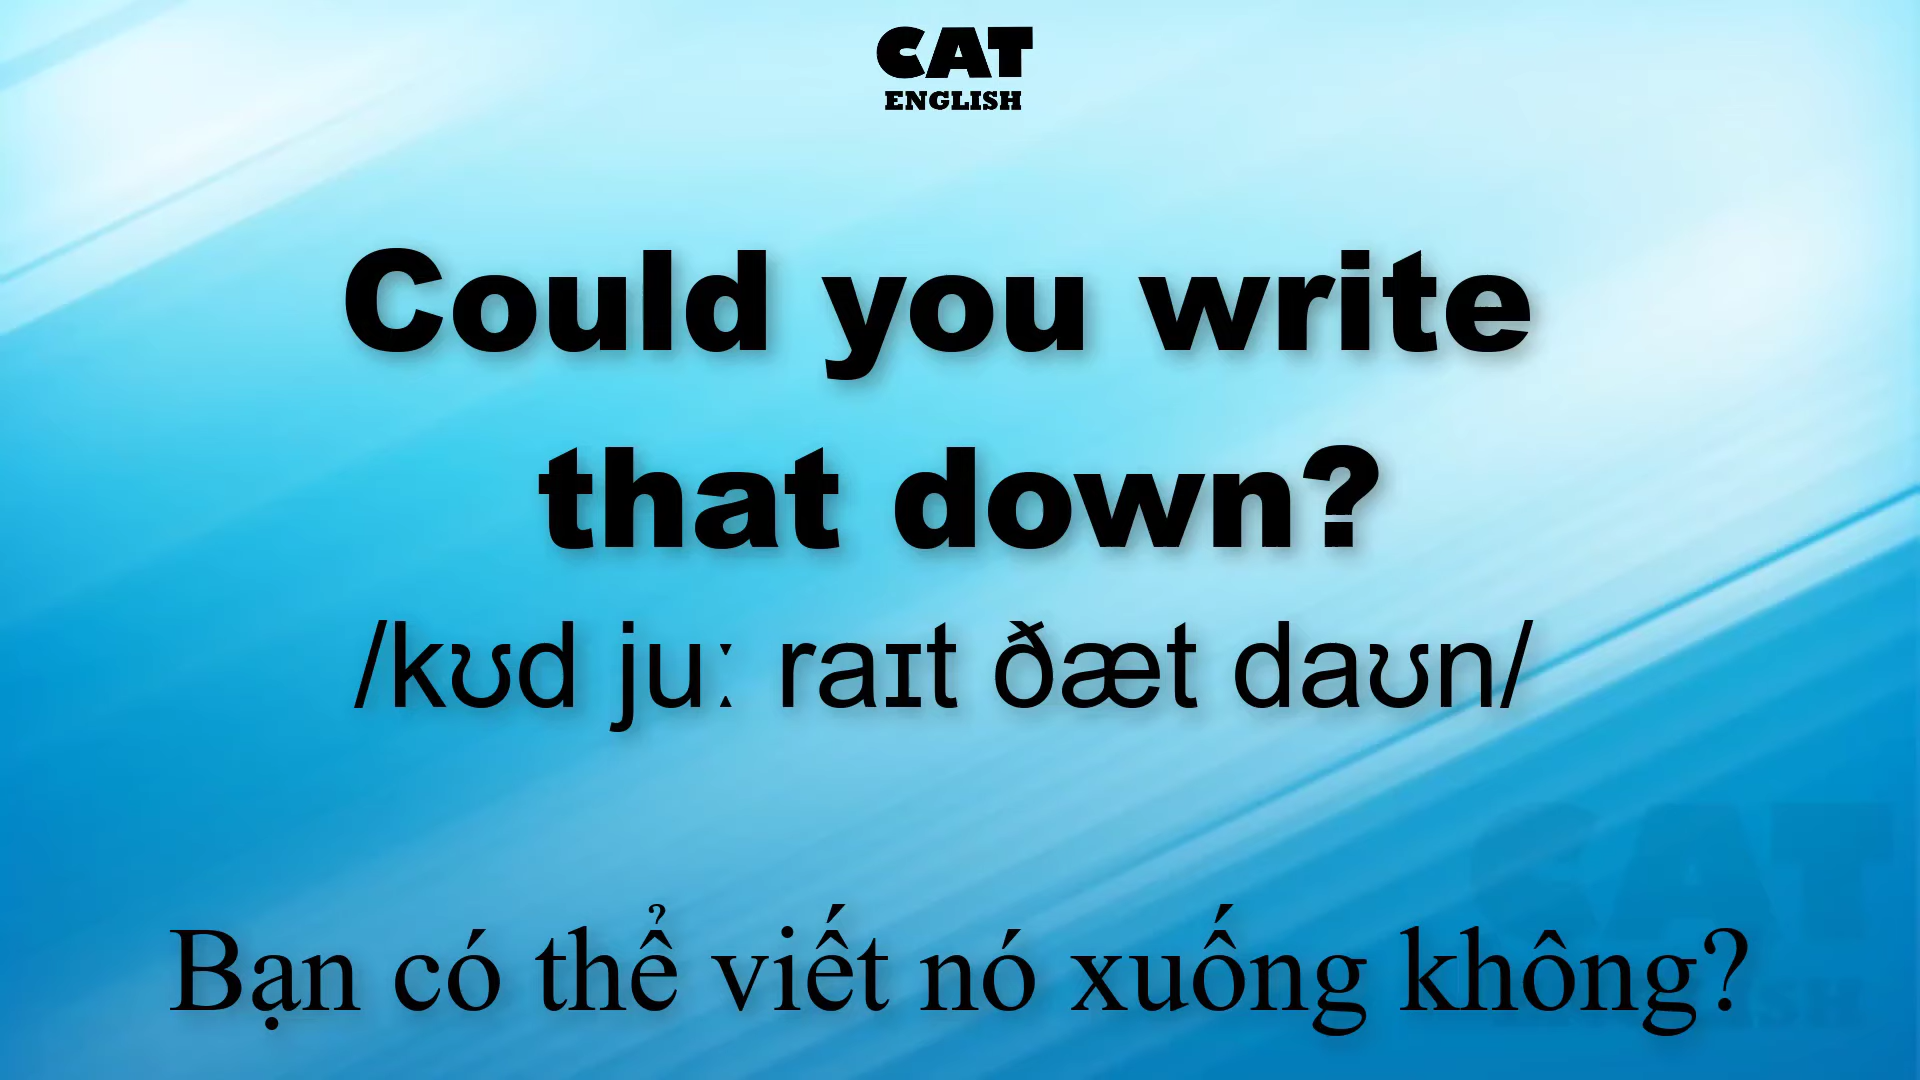 CAT
ENGLISH
Could you write
that down?
/kʊd juː raɪt ðæt daʊn/
Bạn có thể viết nó xuống không?
CAT